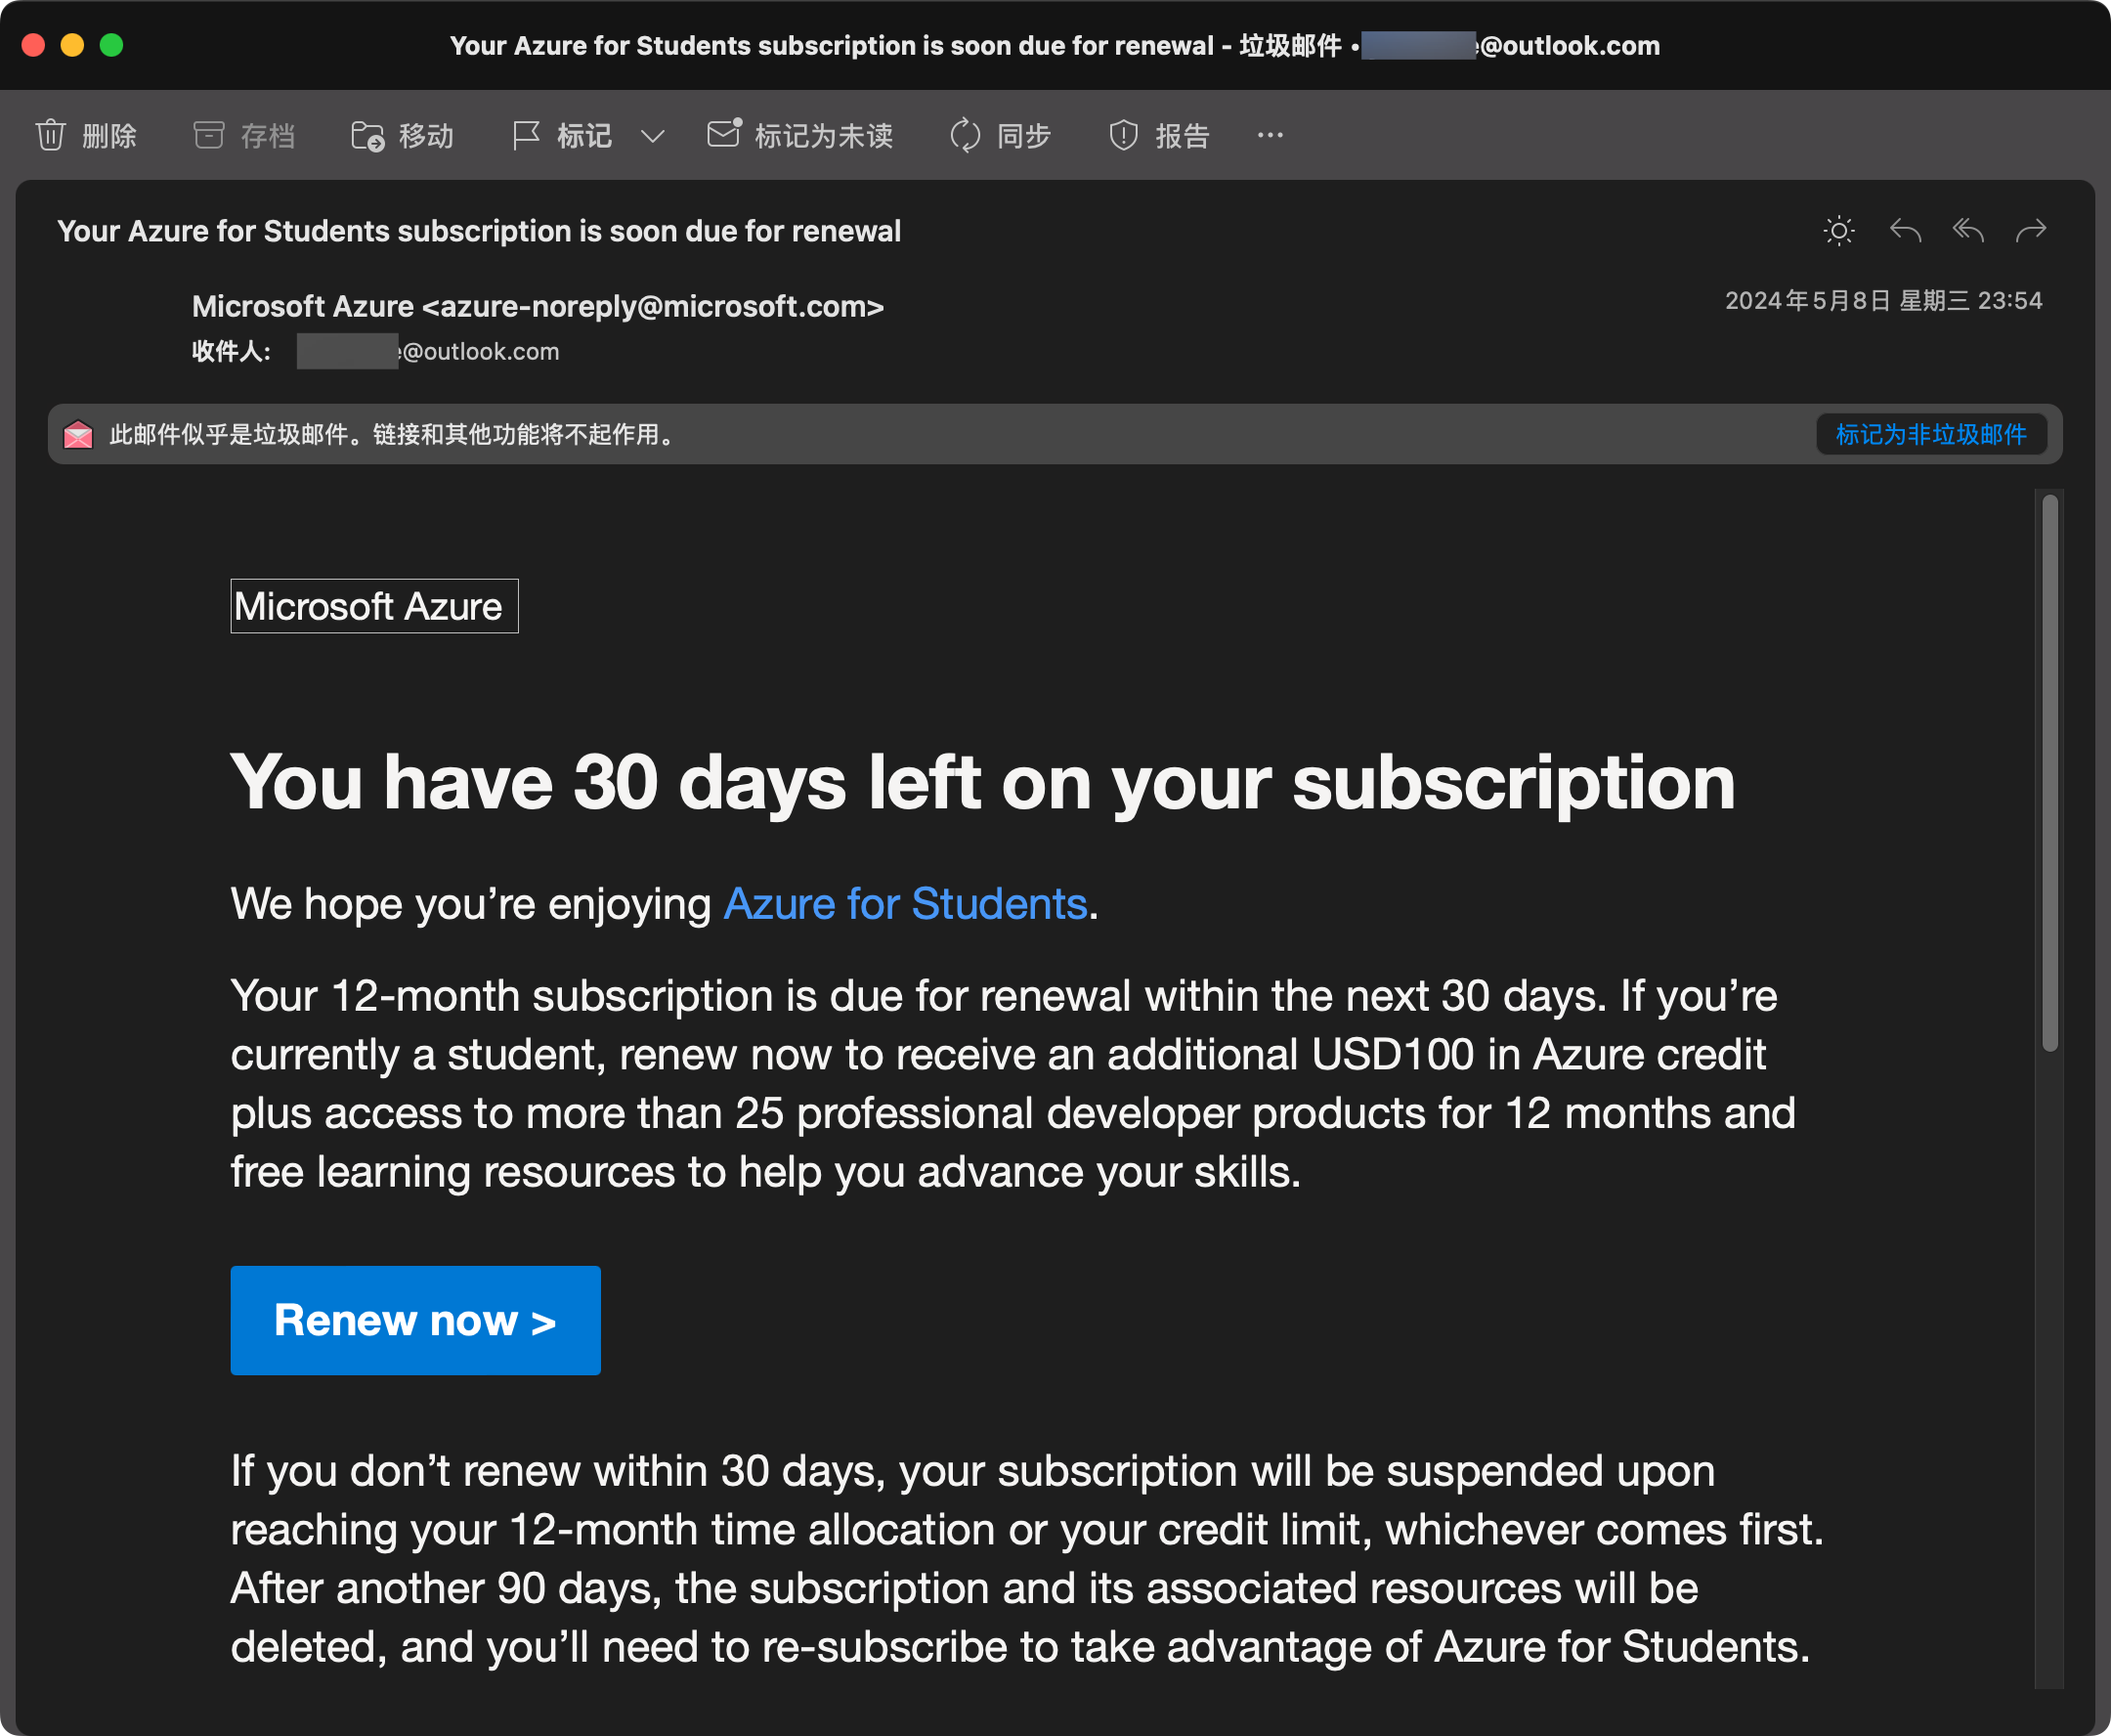 Your Azure for Students subscription is soon due for renewal - 垃圾邮件 • @outlook.com
删除 存档 移动 标记 标记为未读 同步 报告 ...
Your Azure for Students subscription is soon due for renewal
Microsoft Azure <azure-noreply@microsoft.com>
2024年5月8日 星期三 23:54
收件人: e@outlook.com
此邮件似乎是垃圾邮件。链接和其他功能将不起作用。
标记为非垃圾邮件
Microsoft Azure
You have 30 days left on your subscription
We hope you’re enjoying Azure for Students.
Your 12-month subscription is due for renewal within the next 30 days. If you’re
currently a student, renew now to receive an additional USD100 in Azure credit
plus access to more than 25 professional developer products for 12 months and
free learning resources to help you advance your skills.
Renew now >
If you don’t renew within 30 days, your subscription will be suspended upon
reaching your 12-month time allocation or your credit limit, whichever comes first.
After another 90 days, the subscription and its associated resources will be
deleted, and you’ll need to re-subscribe to take advantage of Azure for Students.